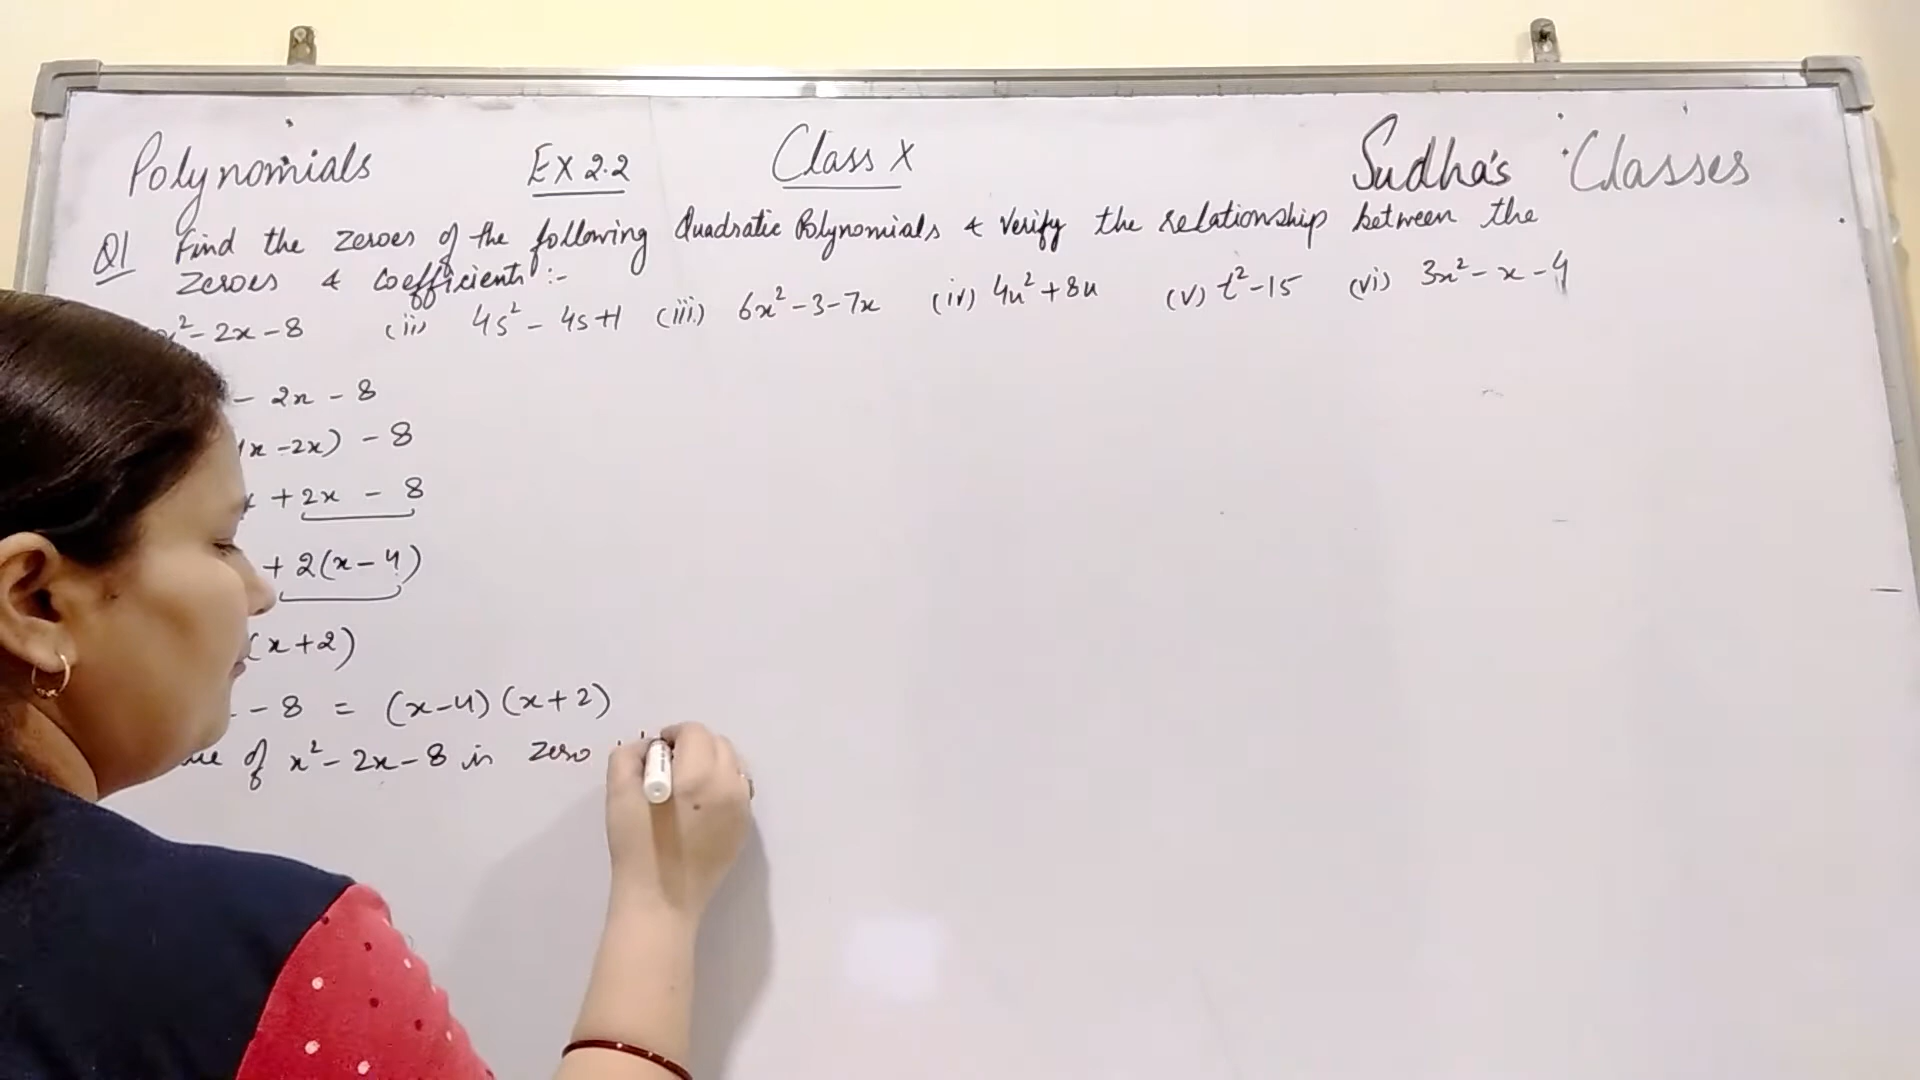 Polynomials Ex 2.2 Class X Sudha's Classes
Q1 Find the zeroes of the following Quadratic Polynomials & Verify the relationship between the
zeroes & coefficients :-
x² - 2x - 8 (ii) 4s² - 4s + 1 (iii) 6x² - 3 - 7x (iv) 4u² + 8u (v) t² - 15 (vi) 3x² - x - 4
- 2x - 8
x - 2x) - 8
+ 2x - 8
+ 2(x - 4)
(x + 2)
- 8 = (x - 4) (x + 2)
of x² - 2x - 8 is zero